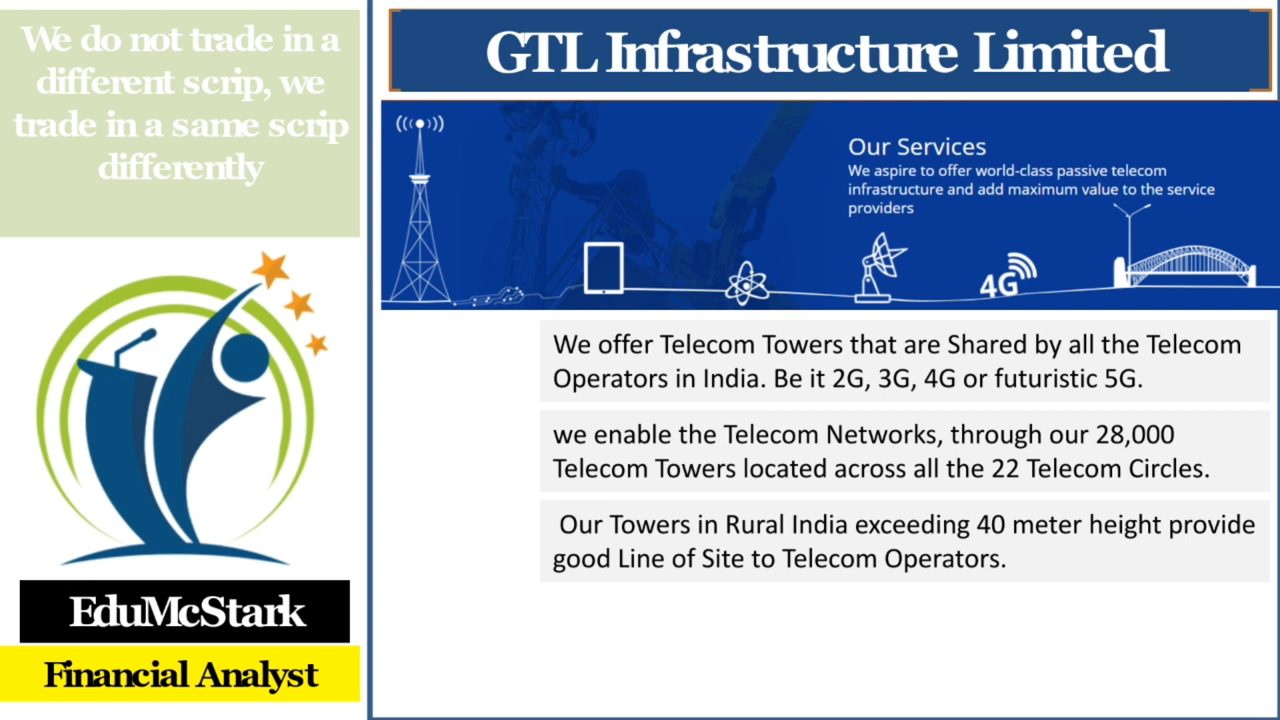 We do not trade in a
different scrip, we
trade in a same scrip
differently
EduMcStark
Financial Analyst
GTL Infrastructure Limited
Our Services
We aspire to offer world-class passive telecom
infrastructure and add maximum value to the service
providers
4G
We offer Telecom Towers that are Shared by all the Telecom
Operators in India. Be it 2G, 3G, 4G or futuristic 5G.
we enable the Telecom Networks, through our 28,000
Telecom Towers located across all the 22 Telecom Circles.
Our Towers in Rural India exceeding 40 meter height provide
good Line of Site to Telecom Operators.